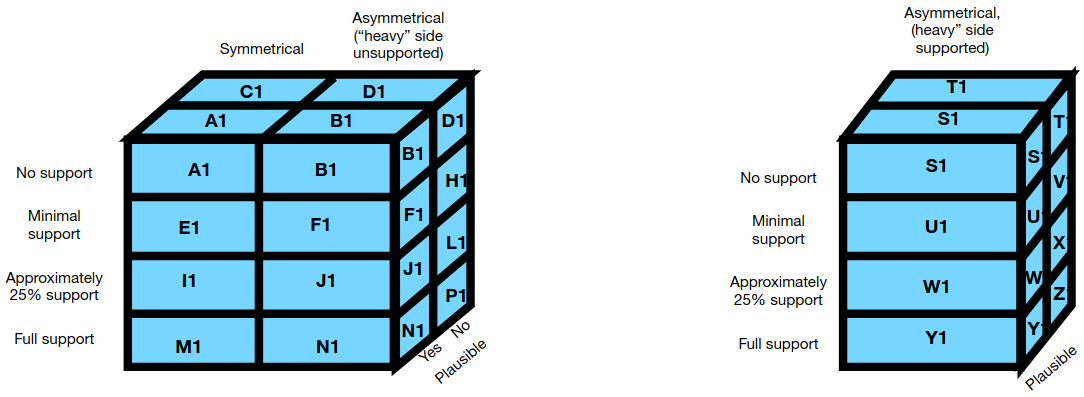 Symmetrical
Asymmetrical
(“heavy” side
unsupported)
C1
D1
A1
B1
No support
A1
B1
B1
D1
Minimal
support
E1
F1
F1
H1
Approximately
25% support
I1
J1
J1
L1
Full support
M1
N1
N1
P1
Yes
No
Plausible
Asymmetrical,
(heavy” side
supported)
T1
S1
No support
S1
S1
T1
Minimal
support
U1
U1
V1
Approximately
25% support
W1
W
X1
Full support
Y1
Y1
Z1
Plausible